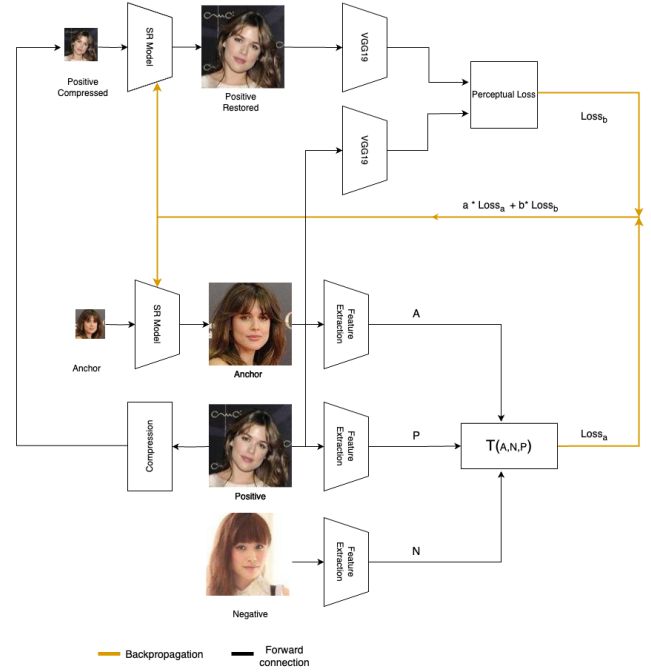 Positive
Compressed
SR Model
Positive
Restored
VGG19
Perceptual Loss
Loss_b
VGG19
a * Loss_a + b* Loss_b
Anchor
SR Model
Anchor
Feature
Extraction
A
Compression
Positive
Feature
Extraction
P
T(A,N,P)
Loss_a
Negative
Feature
Extraction
N
Backpropagation
Forward
connection